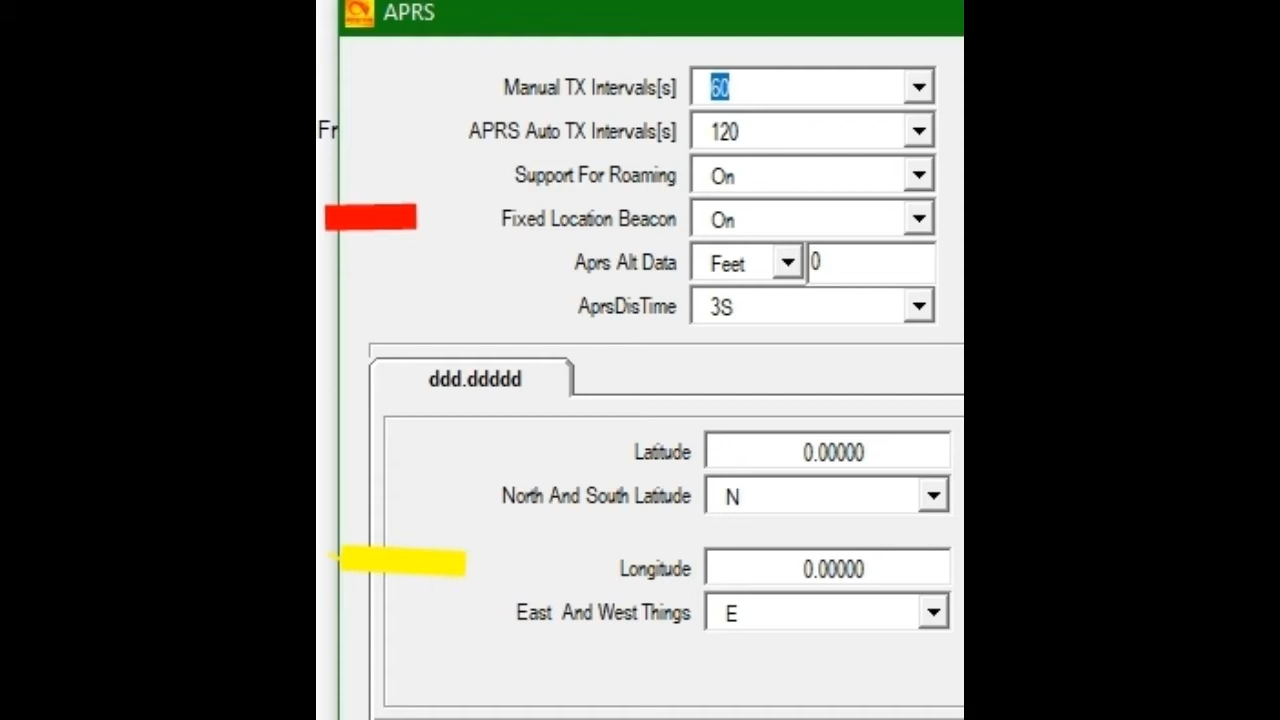 APRS
Manual TX Intervals[s] 60
Fr
APRS Auto TX Intervals[s] 120
Support For Roaming On
Fixed Location Beacon On
Aprs Alt Data Feet 0
AprsDisTime 3S
ddd.ddddd
Latitude 0.00000
North And South Latitude N
Longitude 0.00000
East And West Things E